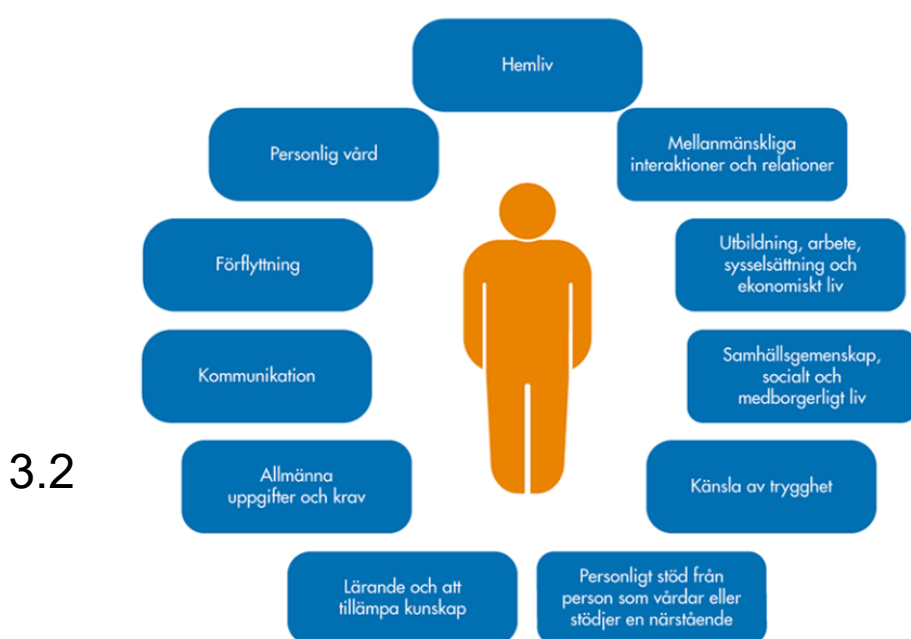 Hemliv
Personlig vård
Mellanmänskliga
interaktioner och relationer
Förflyttning
Utbildning, arbete,
sysselsättning och
ekonomiskt liv
Kommunikation
Samhällsgemenskap,
socialt och
medborgerligt liv
3.2
Allmänna
uppgifter och krav
Känsla av trygghet
Lärande och att
tillämpa kunskap
Personligt stöd från
person som vårdar eller
stödjer en närstående